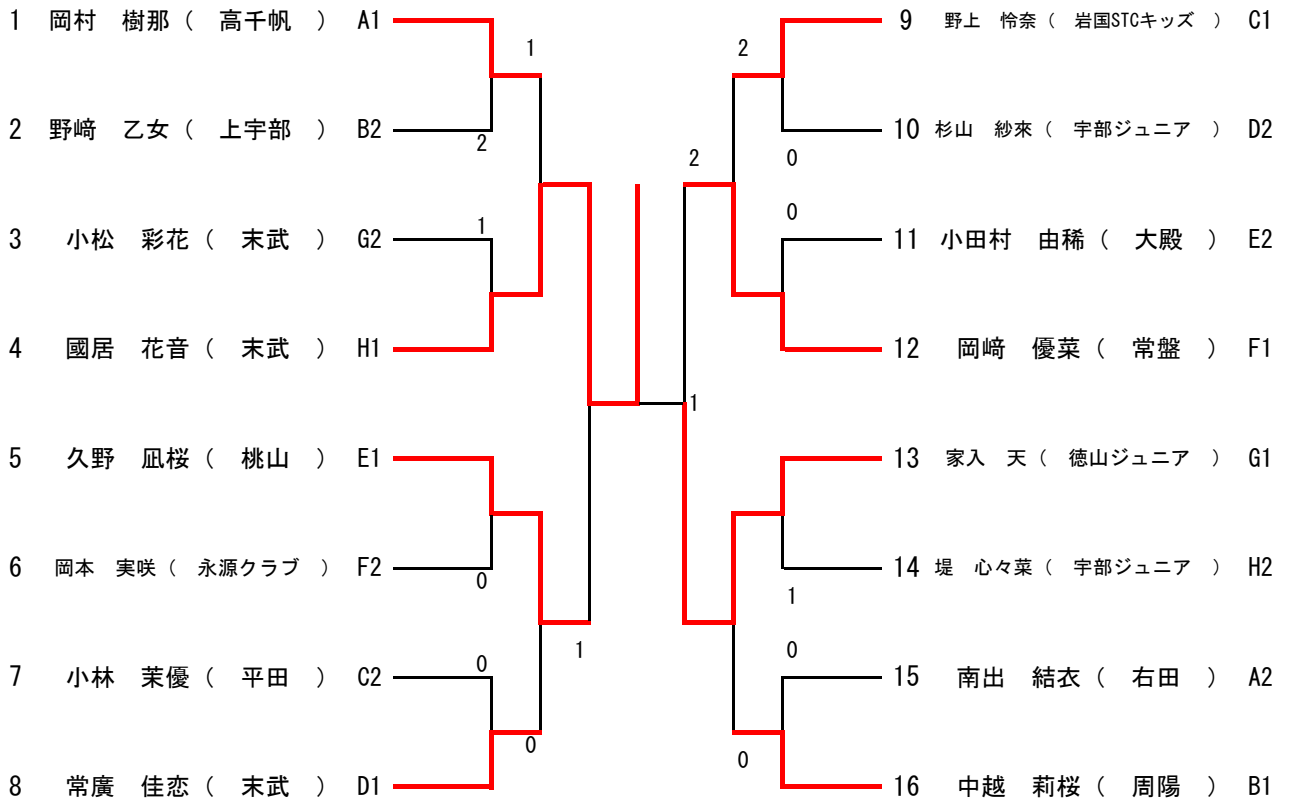 1 岡村 樹那 ( 高千帆 ) A1
1
2 野﨑 乙女 ( 上宇部 ) B2
2
1
3 小松 彩花 ( 末武 ) G2
4 國居 花音 ( 末武 ) H1
5 久野 凪桜 ( 桃山 ) E1
6 岡本 実咲 ( 永源クラブ ) F2
0
1
0
7 小林 茉優 ( 平田 ) C2
0
8 常廣 佳恋 ( 末武 ) D1
1
9 野上 怜奈 ( 岩国STCキッズ ) C1
2
10 杉山 紗來 ( 宇部ジュニア ) D2
0
2
0
11 小田村 由稀 ( 大殿 ) E2
12 岡﨑 優菜 ( 常盤 ) F1
13 家入 天 ( 徳山ジュニア ) G1
14 堤 心々菜 ( 宇部ジュニア ) H2
1
0
15 南出 結衣 ( 右田 ) A2
0
16 中越 莉桜 ( 周陽 ) B1